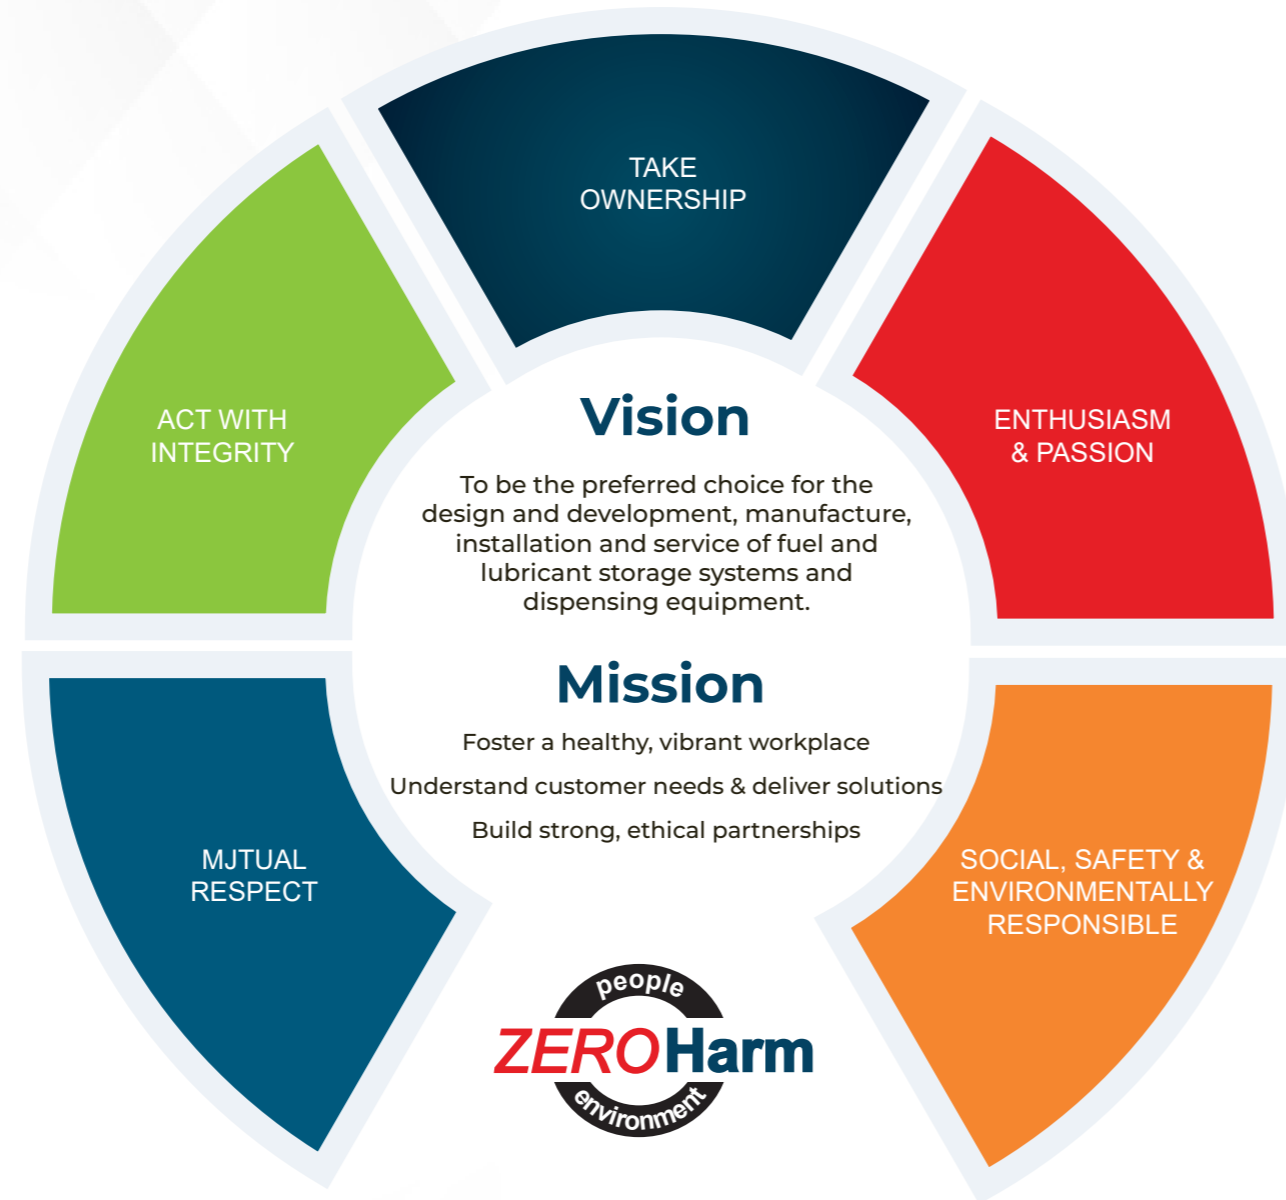 TAKE
OWNERSHIP
ACT WITH
INTEGRITY
ENTHUSIASM
& PASSION
Vision
To be the preferred choice for the
design and development, manufacture,
installation and service of fuel and
lubricant storage systems and
dispensing equipment.
Mission
Foster a healthy, vibrant workplace
Understand customer needs & deliver solutions
Build strong, ethical partnerships
MJTUAL
RESPECT
SOCIAL, SAFETY &
ENVIRONMENTALLY
RESPONSIBLE
people
ZERO Harm
environment